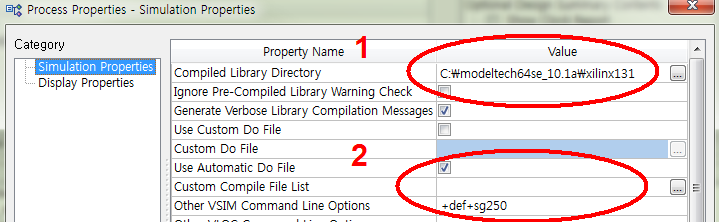 Process Properties - Simulation Properties
Category
Simulation Properties
Display Properties
Property Name
1
Value
Compiled Library Directory
C:₩modeltech64se_10.1a₩xilinx131
...
Ignore Pre-Compiled Library Warning Check
Generate Verbose Library Compilation Messages
Use Custom Do File
Custom Do File
...
2
Use Automatic Do File
Custom Compile File List
...
Other VSIM Command Line Options
+def+sg250